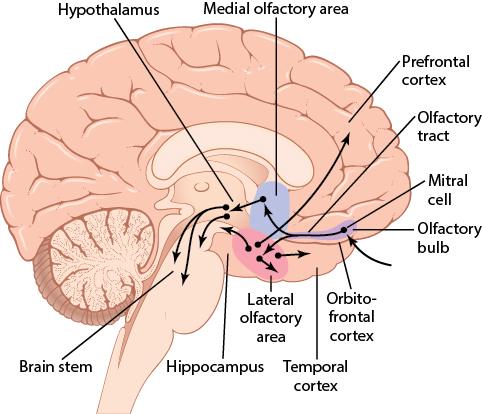 Hypothalamus
Medial olfactory area
Prefrontal
cortex
Olfactory
tract
Mitral
cell
Olfactory
bulb
Orbito-
frontal
cortex
Lateral
olfactory
area
Brain stem
Hippocampus
Temporal
cortex